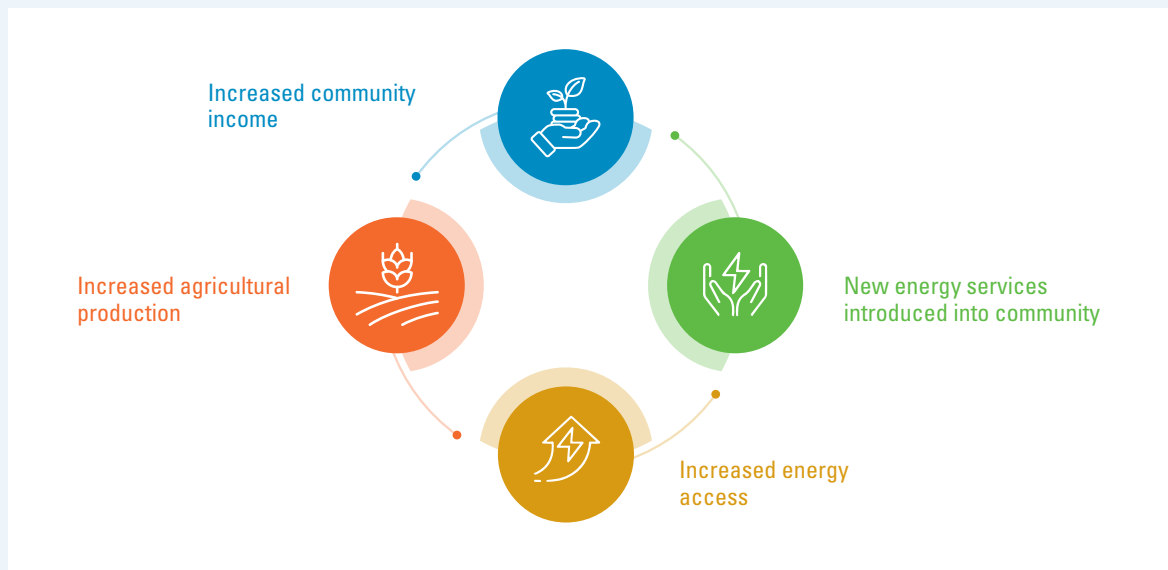 Increased community
income
Increased agricultural
production
New energy services
introduced into community
Increased energy
access